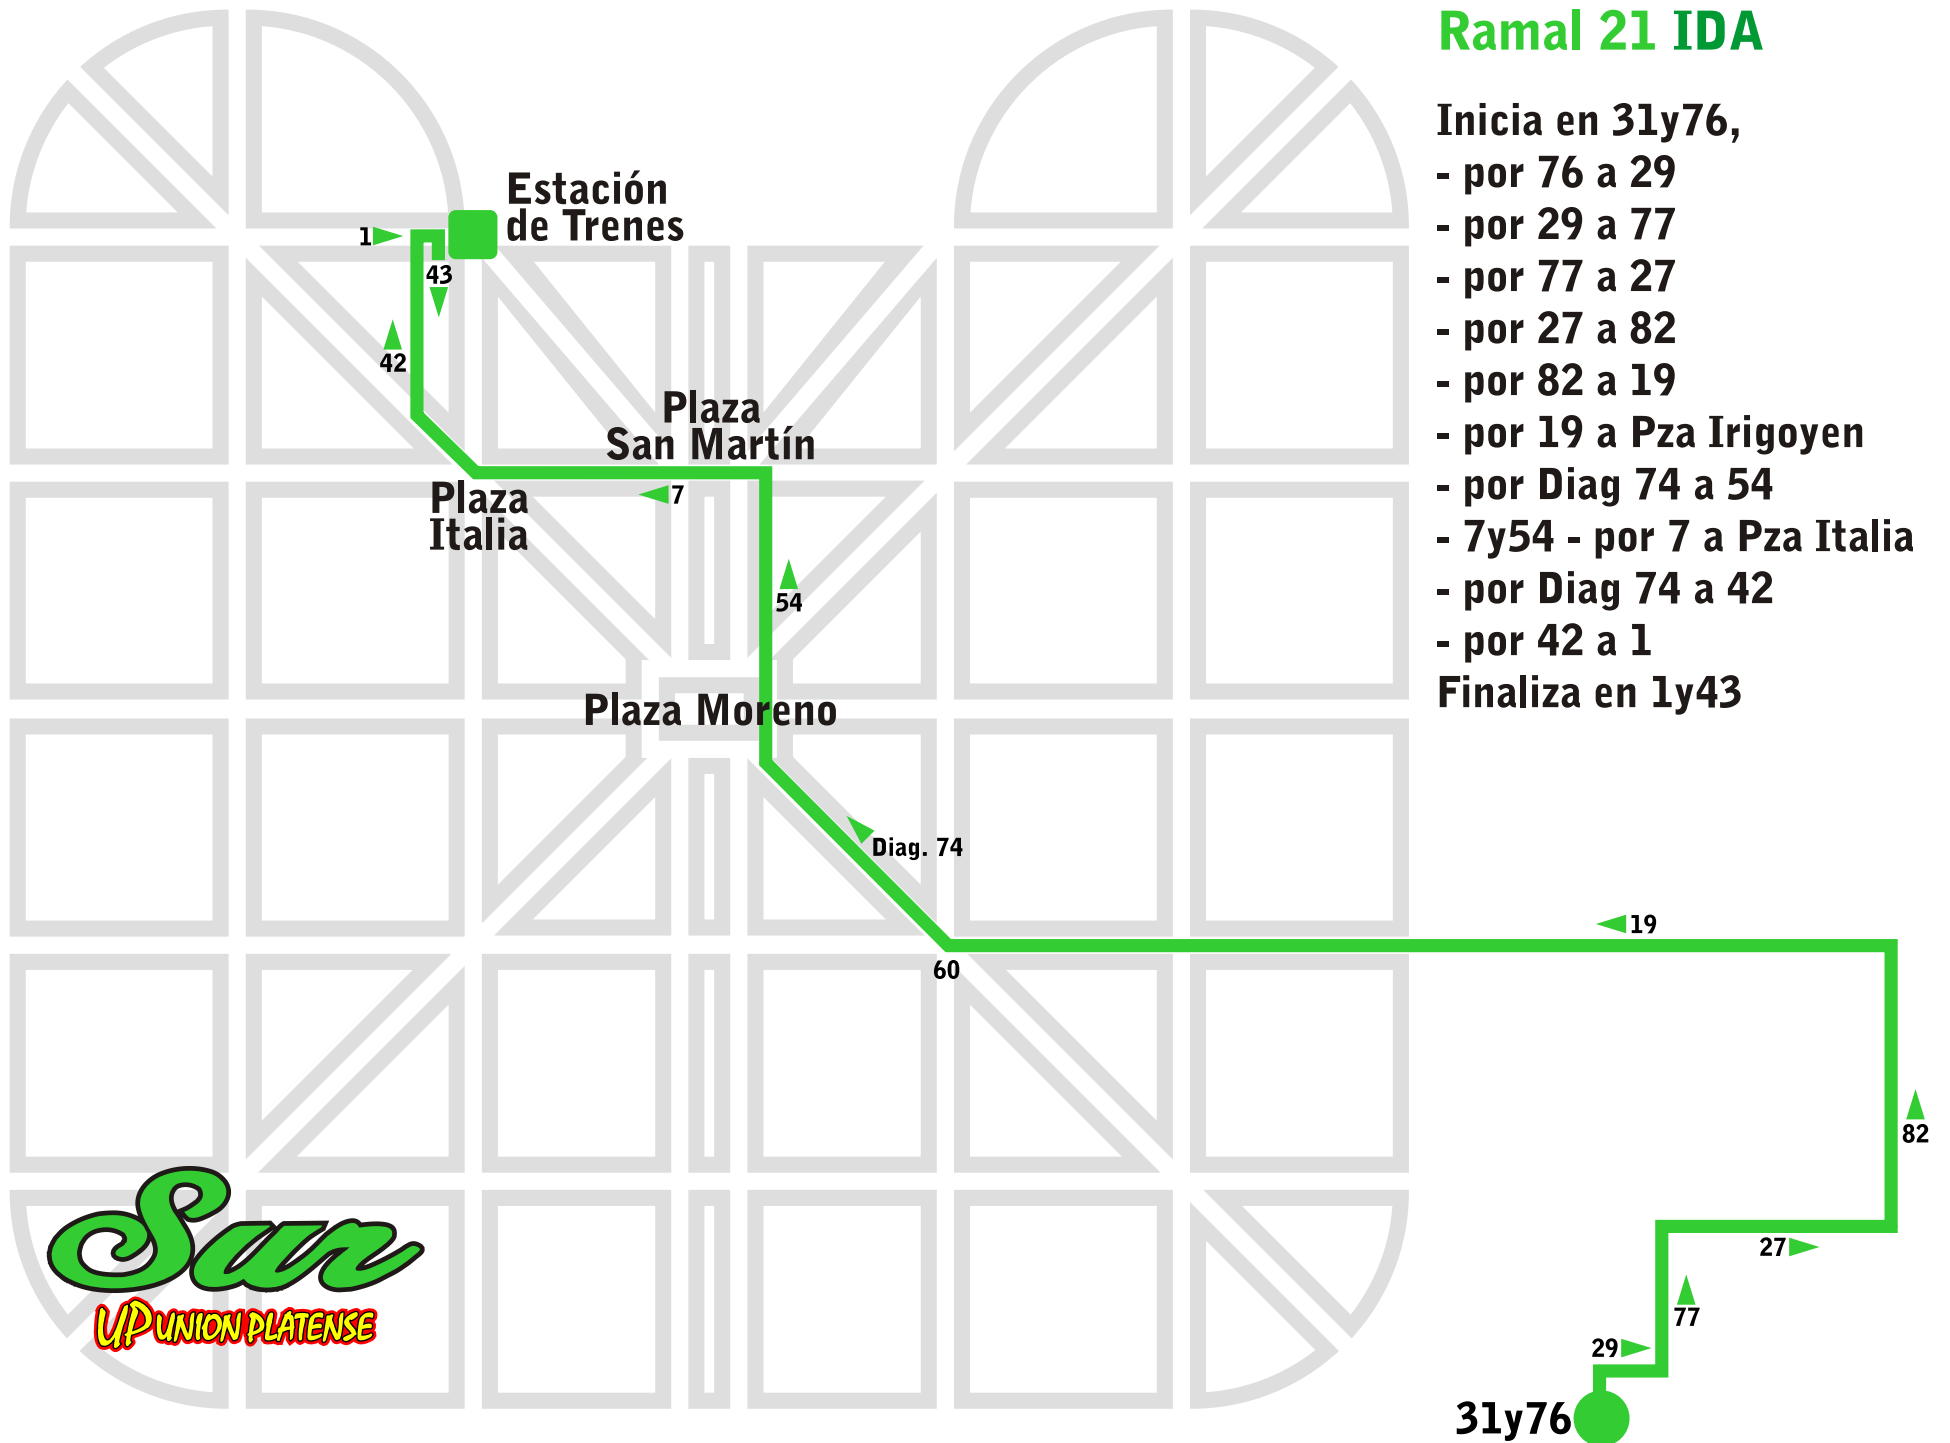 Ramal 21 IDA
Inicia en 31y76,
- por 76 a 29
- por 29 a 77
- por 77 a 27
- por 27 a 82
- por 82 a 19
- por 19 a Pza Irigoyen
- por Diag 74 a 54
- 7y54 - por 7 a Pza Italia
- por Diag 74 a 42
- por 42 a 1
Finaliza en 1y43
Estación
de Trenes
1
43
42
Plaza
San Martín
Plaza
Italia
7
54
Plaza Moreno
Diag. 74
19
60
82
27
77
29
31y76
Sur
UP UNION PLATENSE